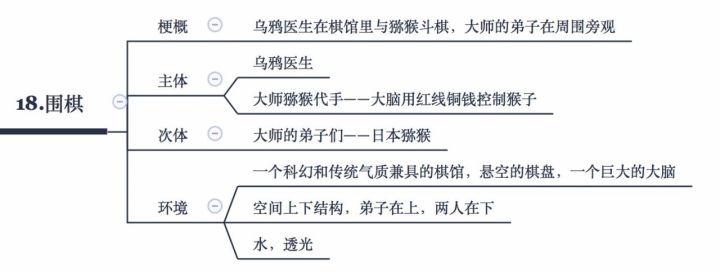 18.围棋
梗概
乌鸦医生在棋馆里与猕猴斗棋，大师的弟子在周围旁观
主体
乌鸦医生
大师猕猴代手——大脑用红线铜钱控制猴子
次体
大师的弟子们——日本猕猴
环境
一个科幻和传统气质兼具的棋馆，悬空的棋盘，一个巨大的大脑
空间上下结构，弟子在上，两人在下
水，透光